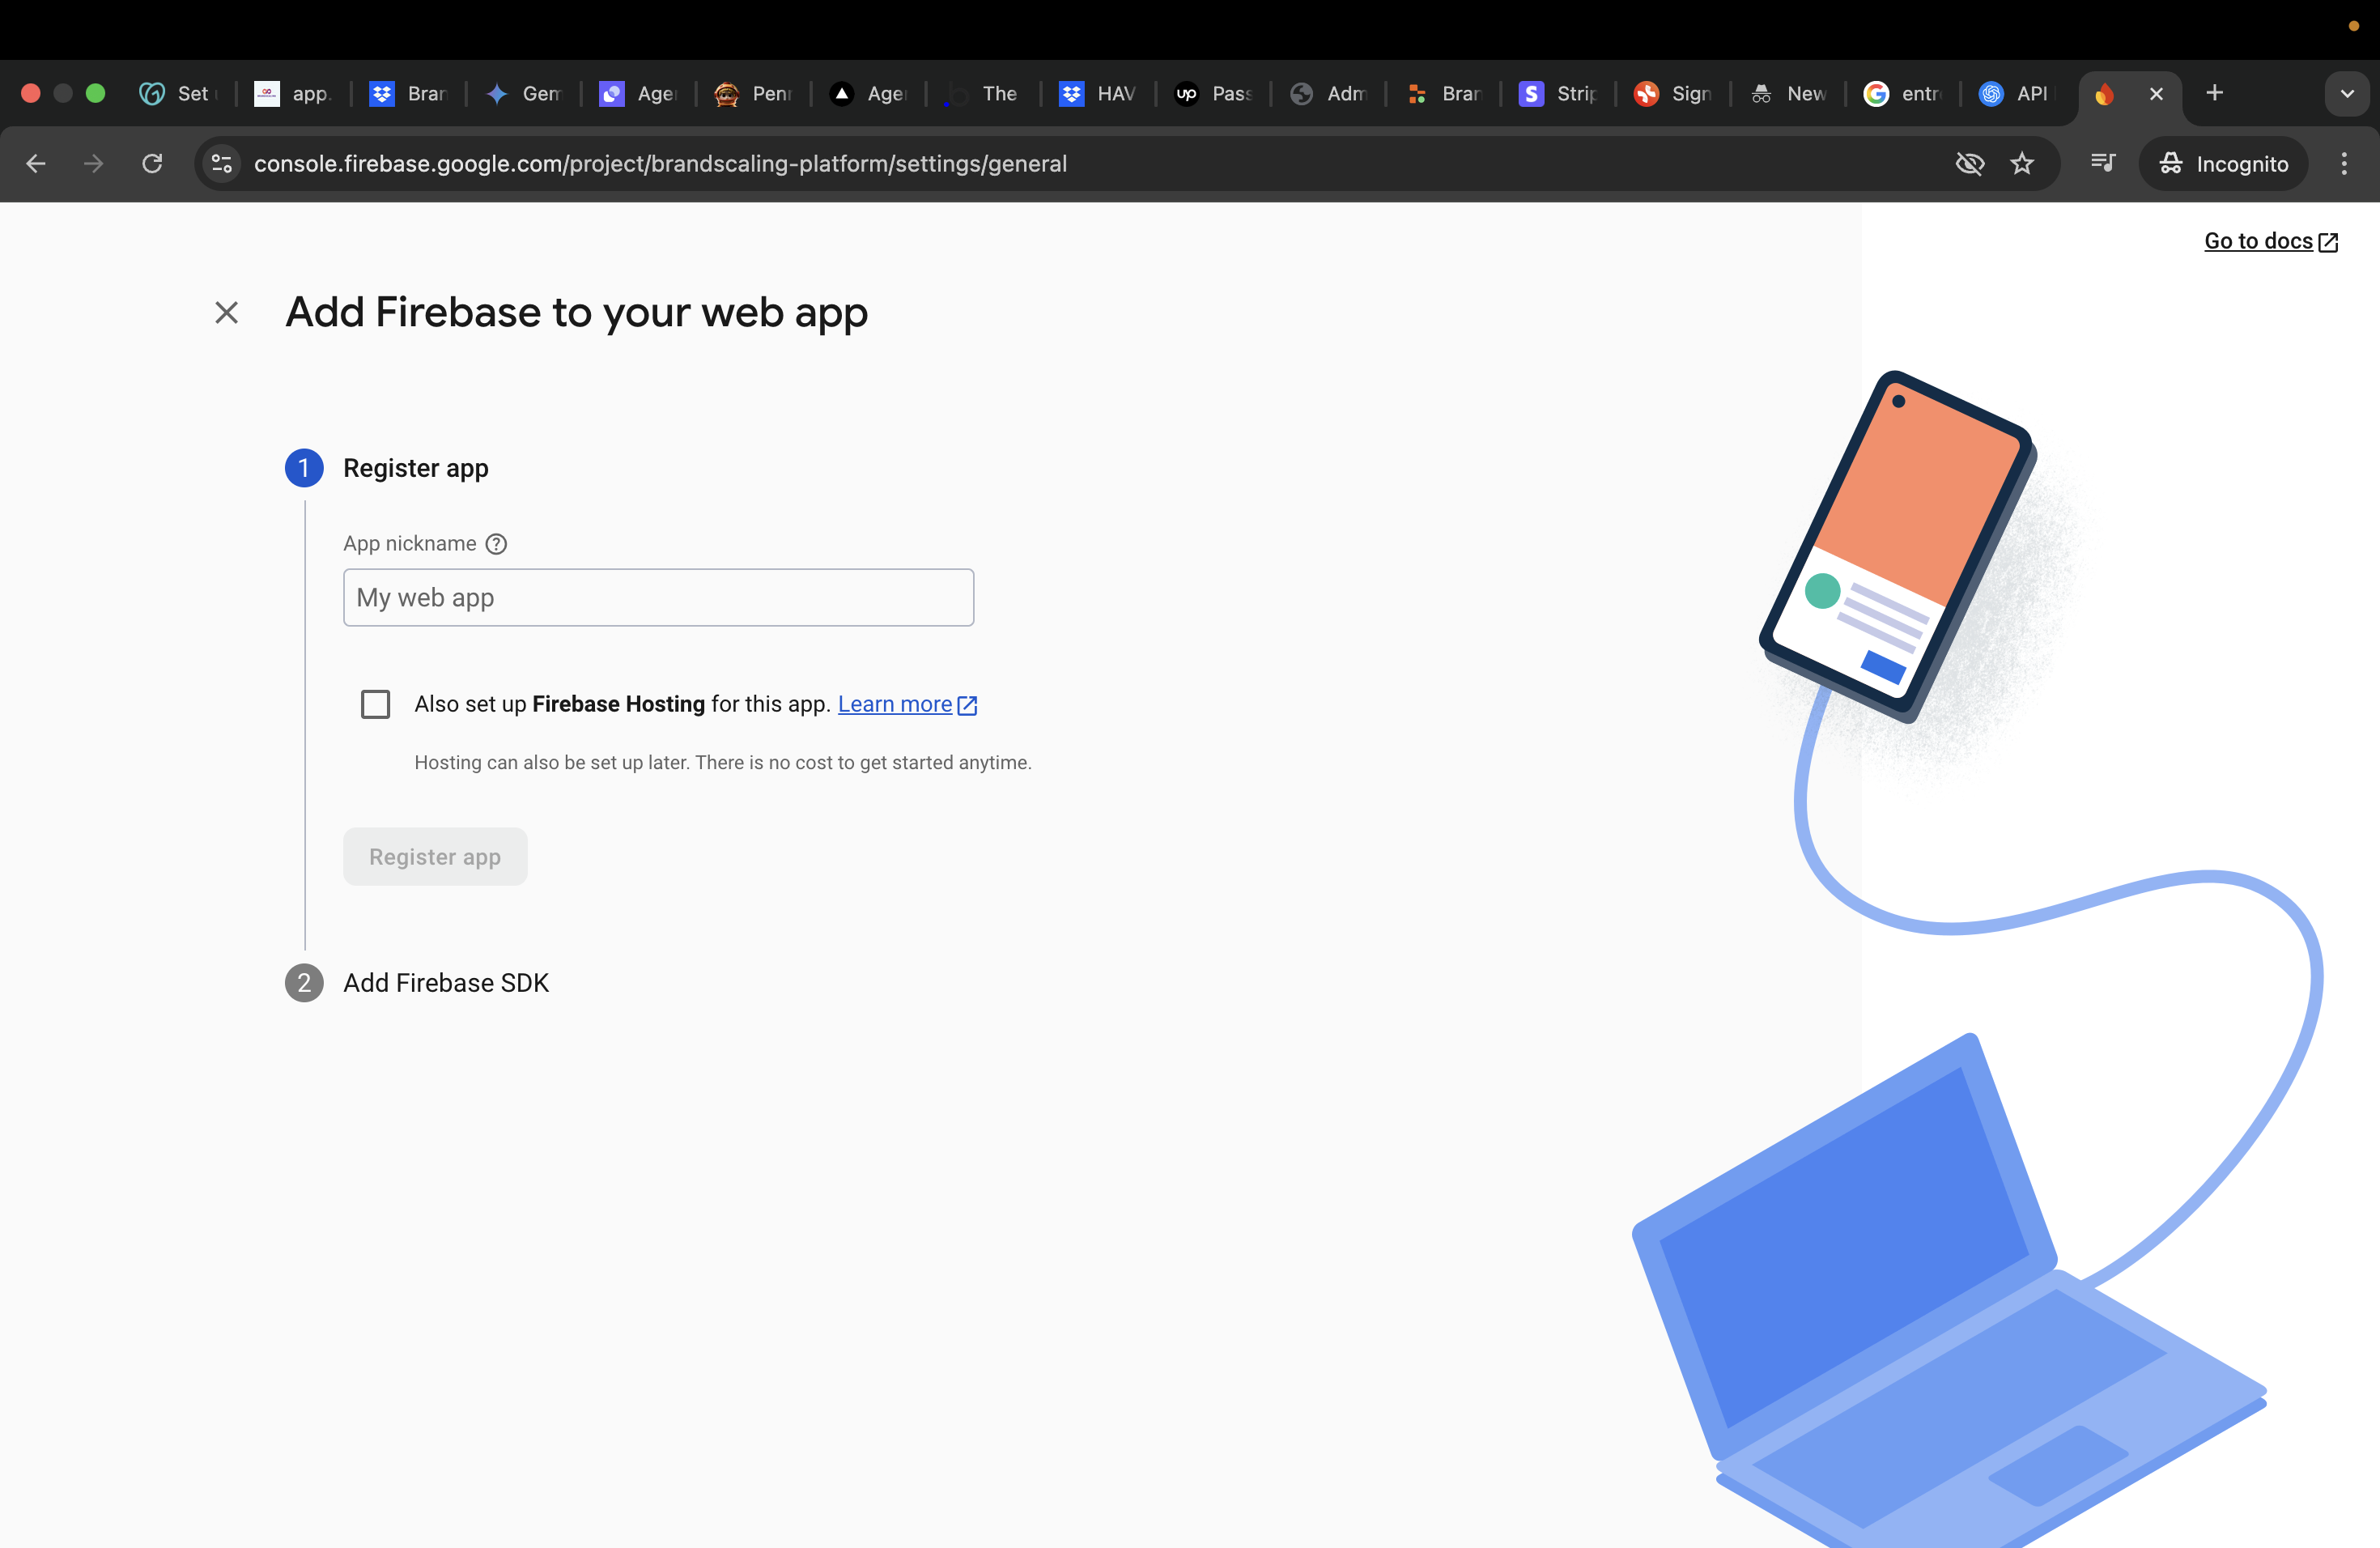 Set
app.
Bran
Gem
Age
Penn
Age
The
HAV
up Pass
Adm
Bran
S Strip
Sign
New
G entr
API
console.firebase.google.com/project/brandscaling-platform/settings/general
Incognito
Go to docs
Add Firebase to your web app
1 Register app
App nickname ?
My web app
Also set up Firebase Hosting for this app. Learn more
Hosting can also be set up later. There is no cost to get started anytime.
Register app
2 Add Firebase SDK